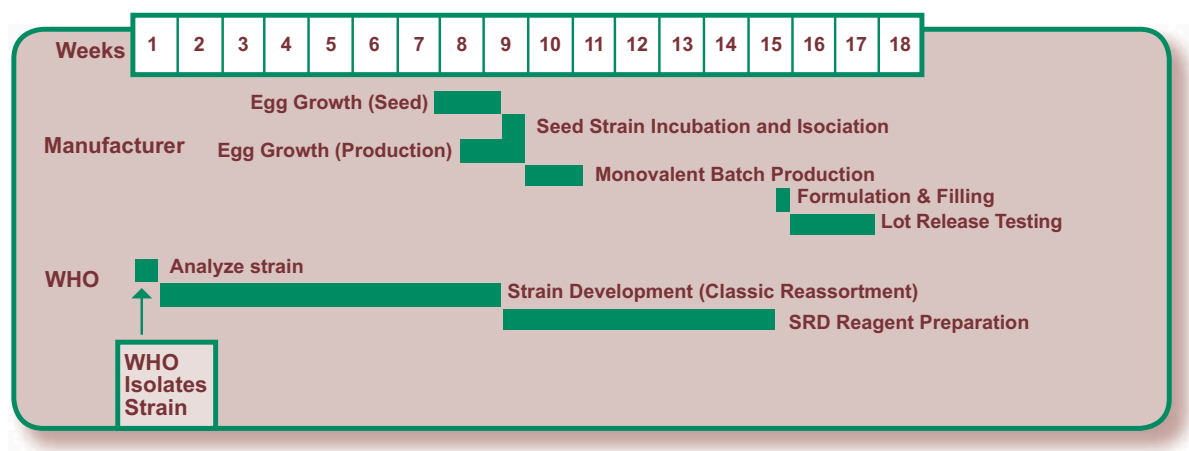 Weeks 1 2 3 4 5 6 7 8 9 10 11 12 13 14 15 16 17 18
Egg Growth (Seed)
Seed Strain Incubation and Isociation
Manufacturer
Egg Growth (Production)
Monovalent Batch Production
Formulation & Filling
Lot Release Testing
WHO
Analyze strain
Strain Development (Classic Reassortment)
SRD Reagent Preparation
WHO
Isolates
Strain